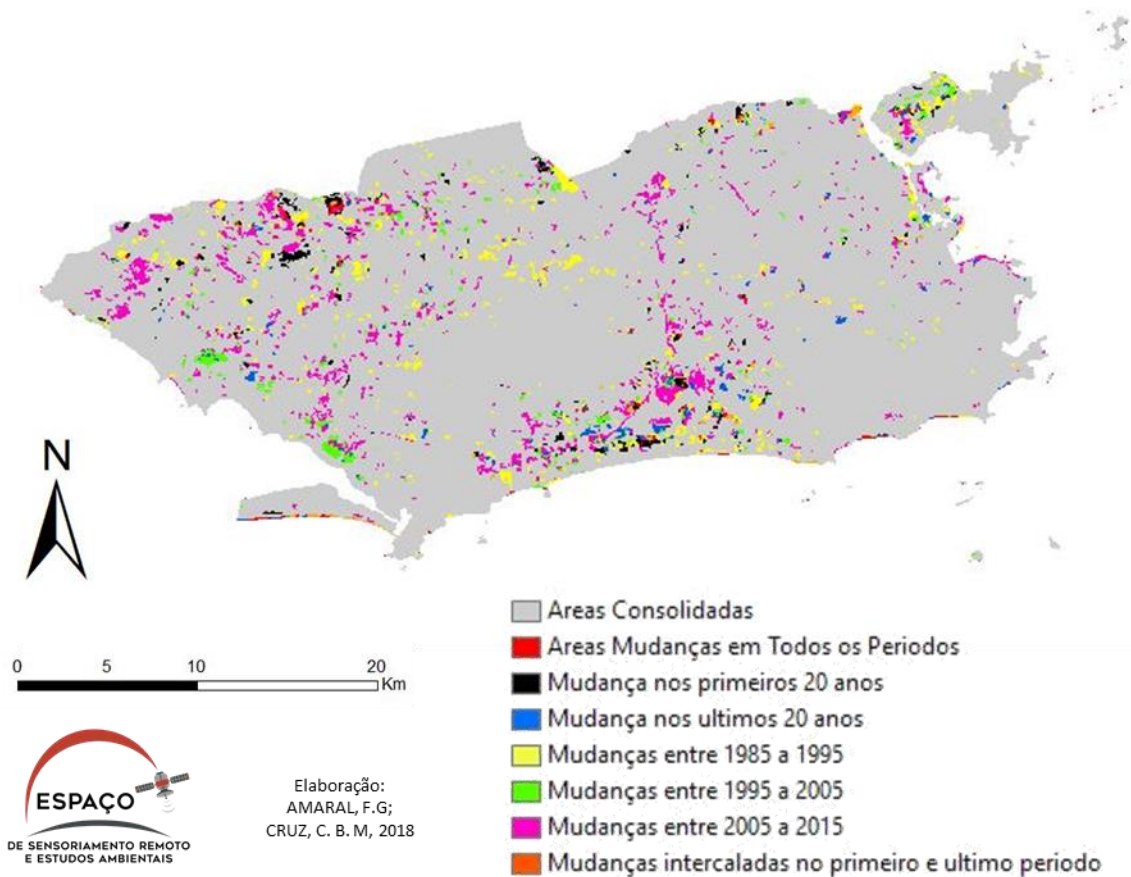 N
0 5 10 20
Km
ESPAÇO
DE SENSORIAMENTO REMOTO
E ESTUDOS AMBIENTAIS
Elaboração:
AMARAL, F.G;
CRUZ, C. B. M, 2018
Areas Consolidadas
Areas Mudanças em Todos os Periodos
Mudança nos primeiros 20 anos
Mudança nos ultimos 20 anos
Mudanças entre 1985 a 1995
Mudanças entre 1995 a 2005
Mudanças entre 2005 a 2015
Mudanças intercaladas no primeiro e ultimo periodo